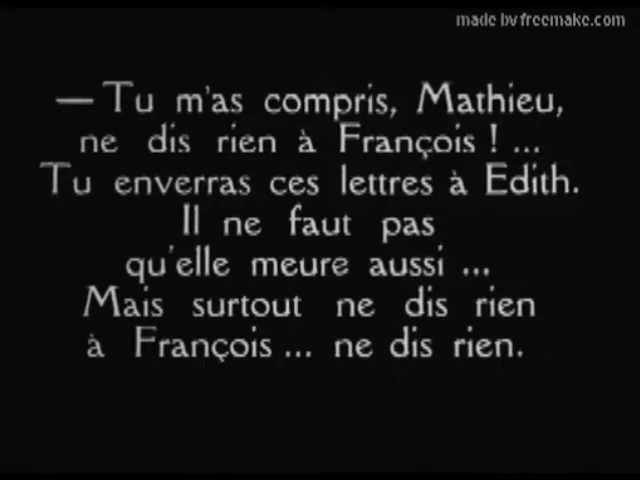 made by freemake.com
— Tu m'as compris, Mathieu,
ne dis rien à François ! ...
Tu enverras ces lettres à Edith.
Il ne faut pas
qu'elle meure aussi ...
Mais surtout ne dis rien
à François ... ne dis rien.